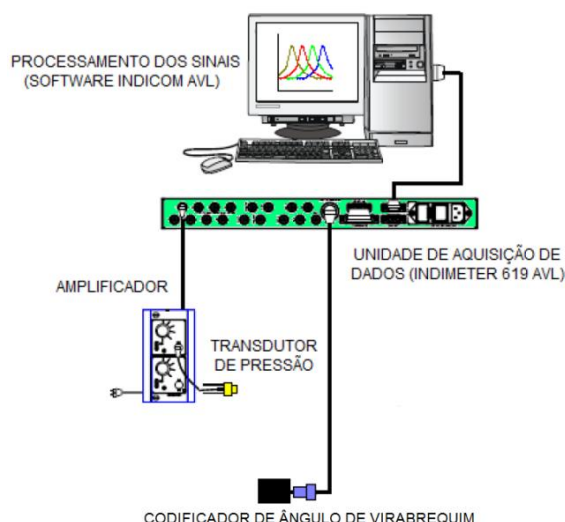 PROCESSAMENTO DOS SINAIS
(SOFTWARE INDICOM AVL)
UNIDADE DE AQUISIÇÃO DE
DADOS (INDIMETER 619 AVL)
AMPLIFICADOR
TRANSDUTOR
DE PRESSÃO
CODIFICADOR DE ÂNGULO DE VIRABREQUIM